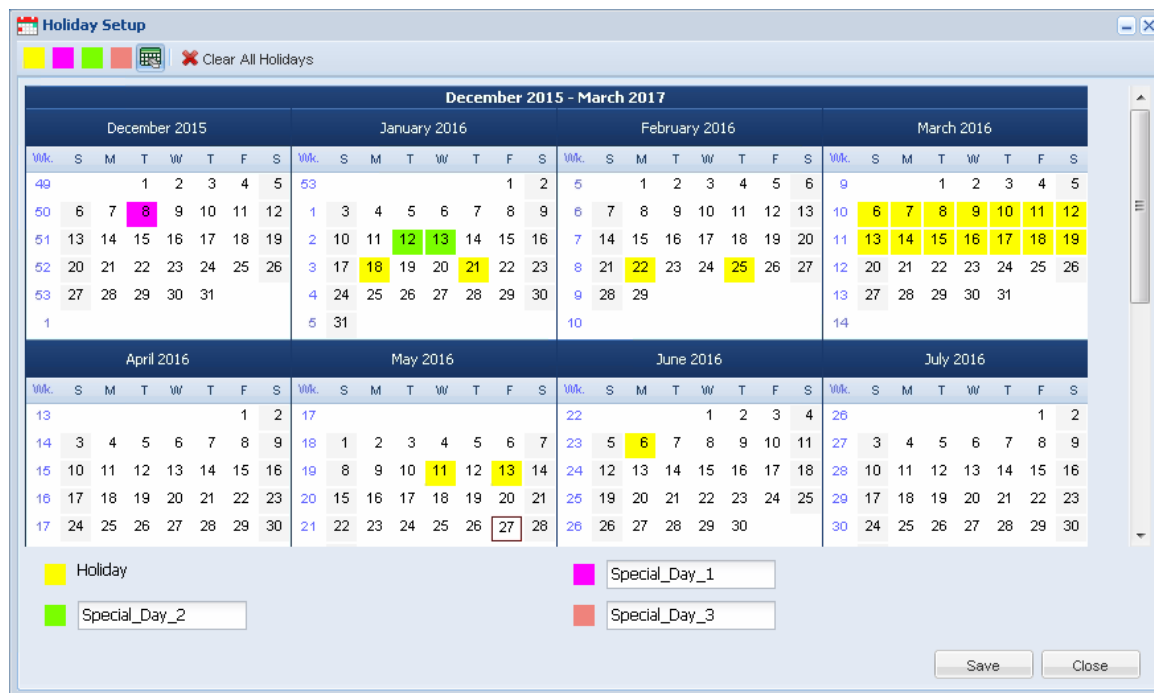 Holiday Setup
Clear All Holidays
December 2015 - March 2017
December 2015 January 2016 February 2016 March 2016
Wk. S M T W T F S Wk. S M T W T F S Wk. S M T W T F S Wk. S M T W T F S
49 1 2 3 4 5 53 1 2 5 1 2 3 4 5 6 9 1 2 3 4 5
50 6 7 8 9 10 11 12 1 3 4 5 6 7 8 9 6 7 8 9 10 11 12 13 10 6 7 8 9 10 11 12
51 13 14 15 16 17 18 19 2 10 11 12 13 14 15 16 7 14 15 16 17 18 19 20 11 13 14 15 16 17 18 19
52 20 21 22 23 24 25 26 3 17 18 19 20 21 22 23 8 21 22 23 24 25 26 27 12 20 21 22 23 24 25 26
53 27 28 29 30 31 4 24 25 26 27 28 29 30 9 28 29 13 27 28 29 30 31
1 5 31 10 14
April 2016 May 2016 June 2016 July 2016
Wk. S M T W T F S Wk. S M T W T F S Wk. S M T W T F S Wk. S M T W T F S
13 1 2 17 22 1 2 3 4 26 1 2
14 3 4 5 6 7 8 9 18 1 2 3 4 5 6 7 23 5 6 7 8 9 10 11 27 3 4 5 6 7 8 9
15 10 11 12 13 14 15 16 19 8 9 10 11 12 13 14 24 12 13 14 15 16 17 18 28 10 11 12 13 14 15 16
16 17 18 19 20 21 22 23 20 15 16 17 18 19 20 21 25 19 20 21 22 23 24 25 29 17 18 19 20 21 22 23
17 24 25 26 27 28 29 30 21 22 23 24 25 26 27 28 26 26 27 28 29 30 30 24 25 26 27 28 29 30
Holiday Special_Day_1
Special_Day_2 Special_Day_3
Save Close